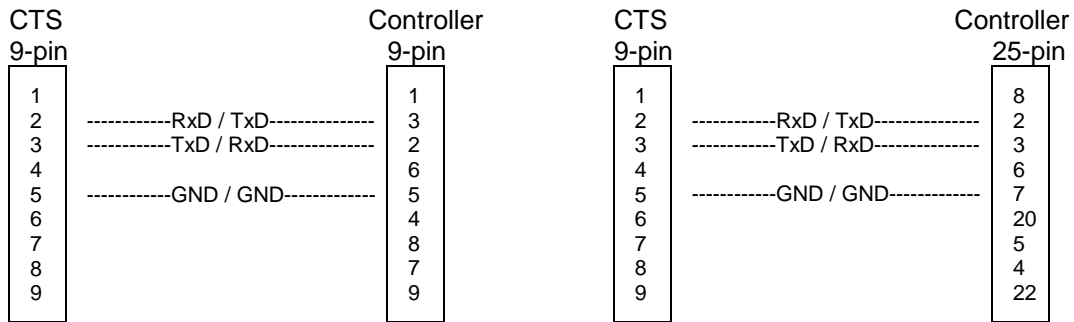 CTS Controller CTS Controller
9-pin 9-pin 9-pin 25-pin
1 1 1 8
2 -------------RxD / TxD---------------- 3 2 -------------RxD / TxD---------------- 2
3 -------------TxD / RxD---------------- 2 3 -------------TxD / RxD---------------- 3
4 6 4 6
5 -------------GND / GND-------------- 5 5 -------------GND / GND-------------- 7
6 4 6 20
7 8 7 5
8 7 8 4
9 9 9 22